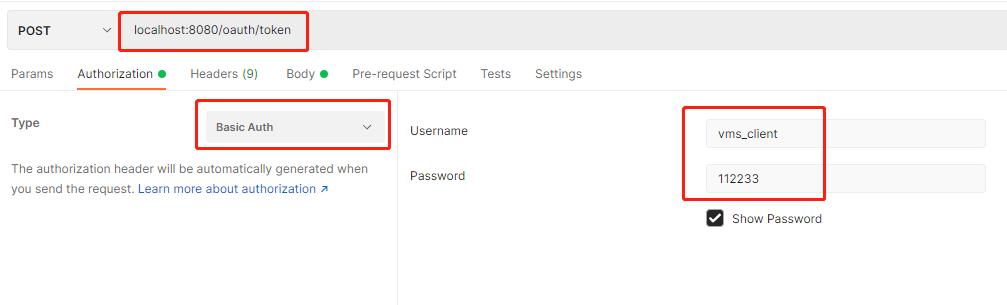 POST localhost:8080/oauth/token
Params Authorization Headers (9) Body Pre-request Script Tests Settings
Type Basic Auth
The authorization header will be automatically generated when
you send the request. Learn more about authorization ↗
Username vms_client
Password 112233
Show Password